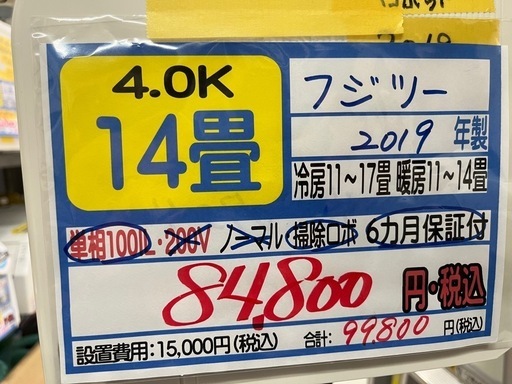 2019
4.0K
14畳
フジツー
2019 年製
冷房11～17畳 暖房11～14畳
単相100V・200V ノーマル 掃除ロボ 6カ月保証付
84,800 円・税込
設置費用:15,000円(税込) 合計: 99800 円(税込)